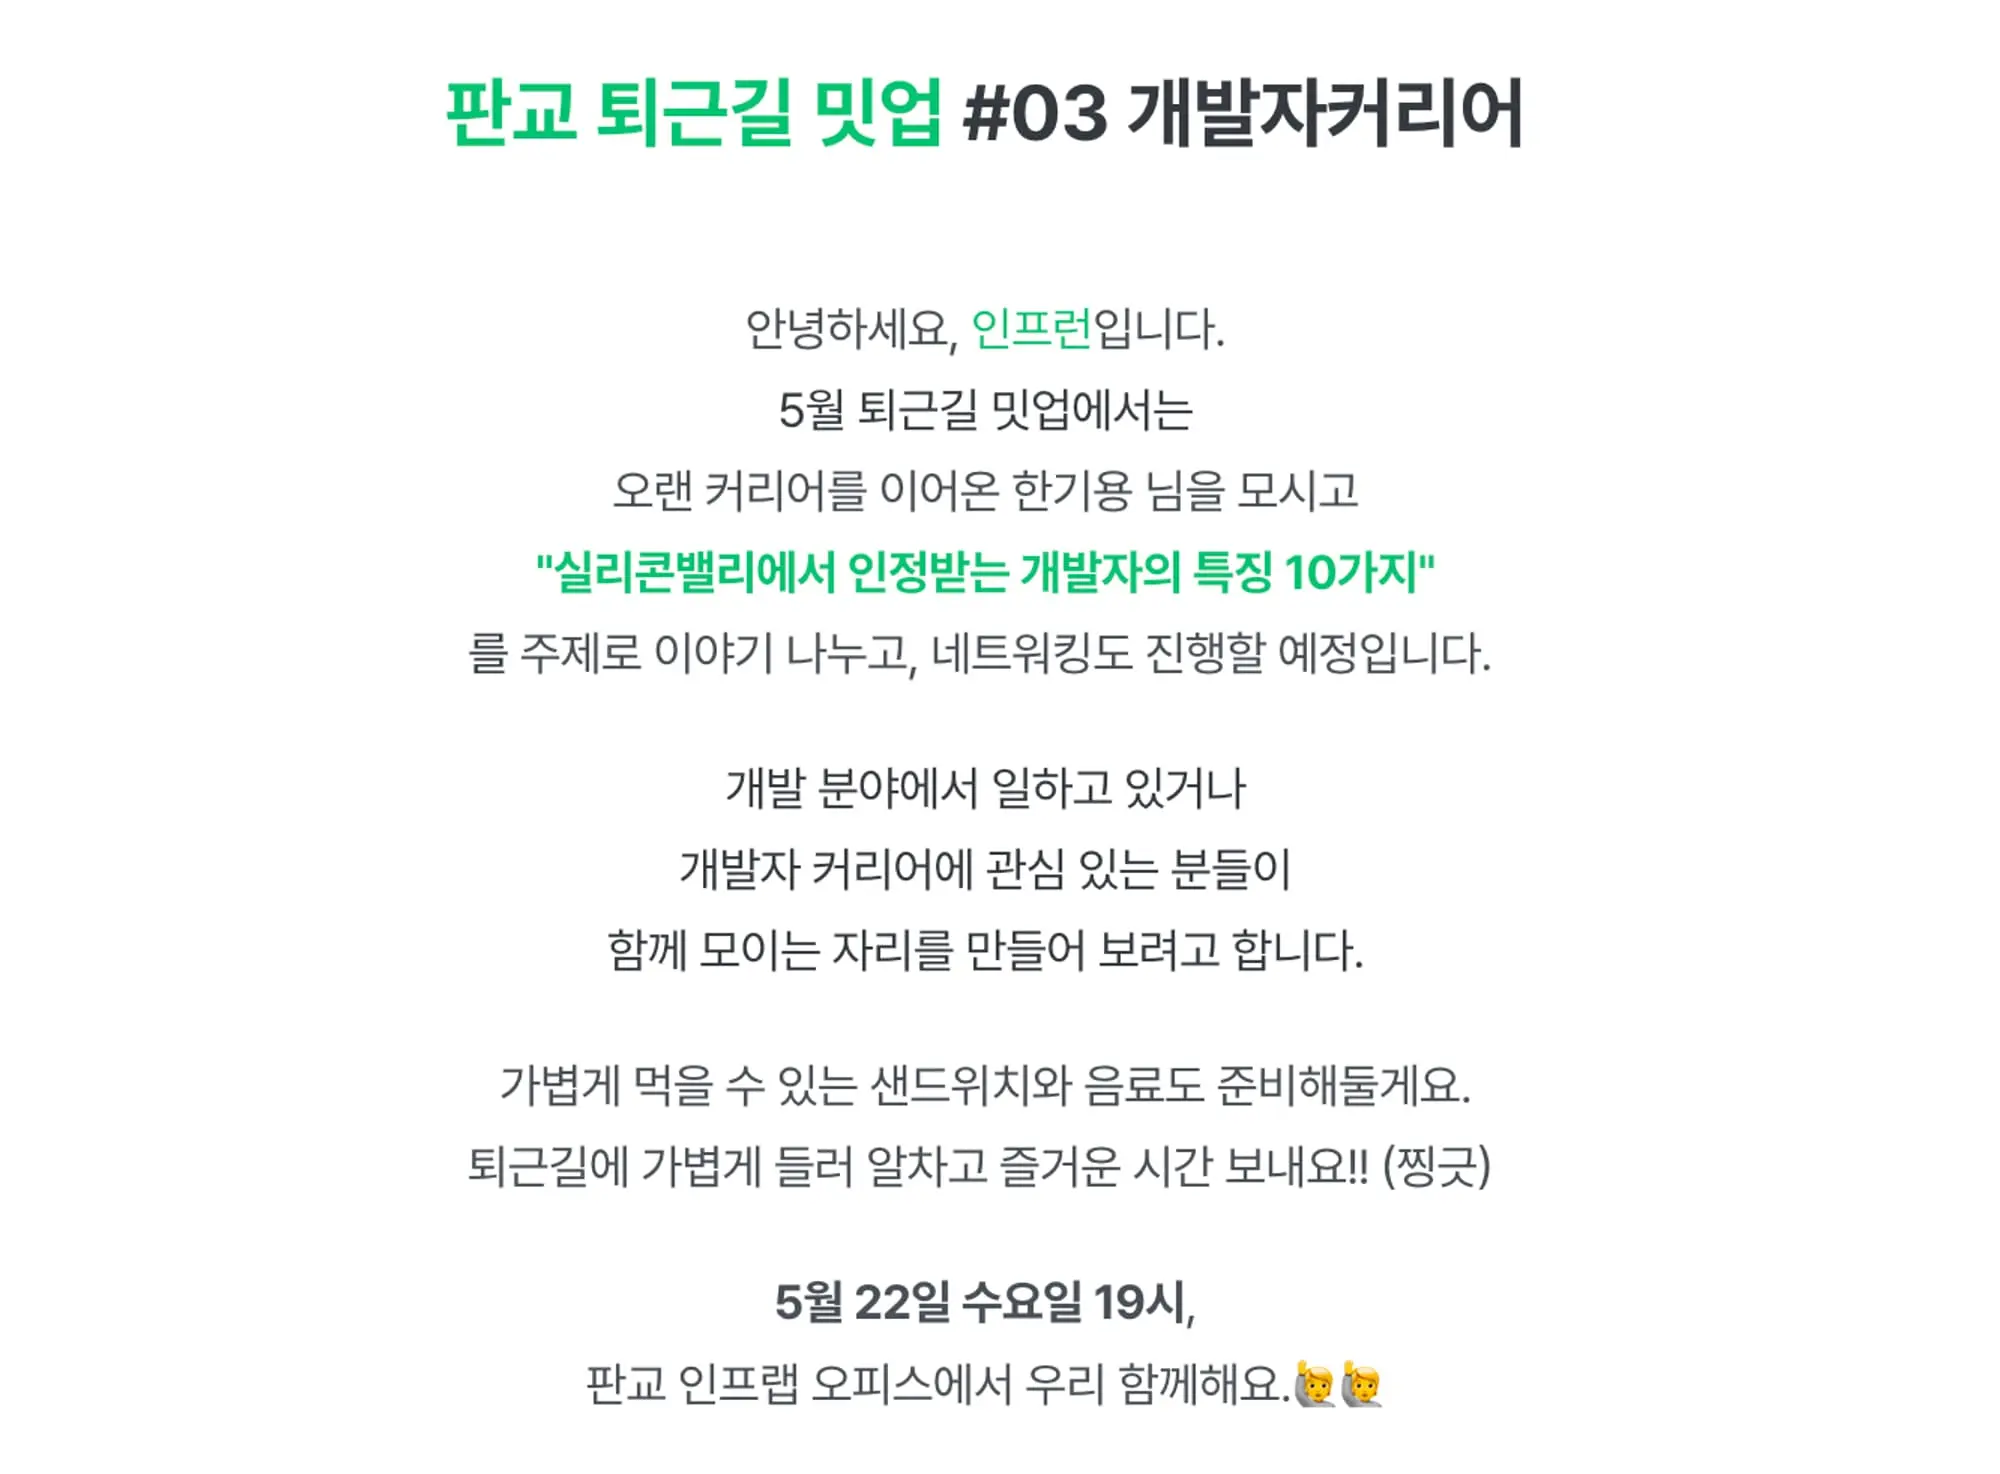 판교 퇴근길 밋업 #03 개발자커리어
안녕하세요, 인프런입니다.
5월 퇴근길 밋업에서는
오랜 커리어를 이어온 한기용 님을 모시고
"실리콘밸리에서 인정받는 개발자의 특징 10가지"
를 주제로 이야기 나누고, 네트워킹도 진행할 예정입니다.
개발 분야에서 일하고 있거나
개발자 커리어에 관심 있는 분들이
함께 모이는 자리를 만들어 보려고 합니다.
가볍게 먹을 수 있는 샌드위치와 음료도 준비해둘게요.
퇴근길에 가볍게 들러 알차고 즐거운 시간 보내요!! (찡긋)
5월 22일 수요일 19시,
판교 인프랩 오피스에서 우리 함께해요.🙋🙋